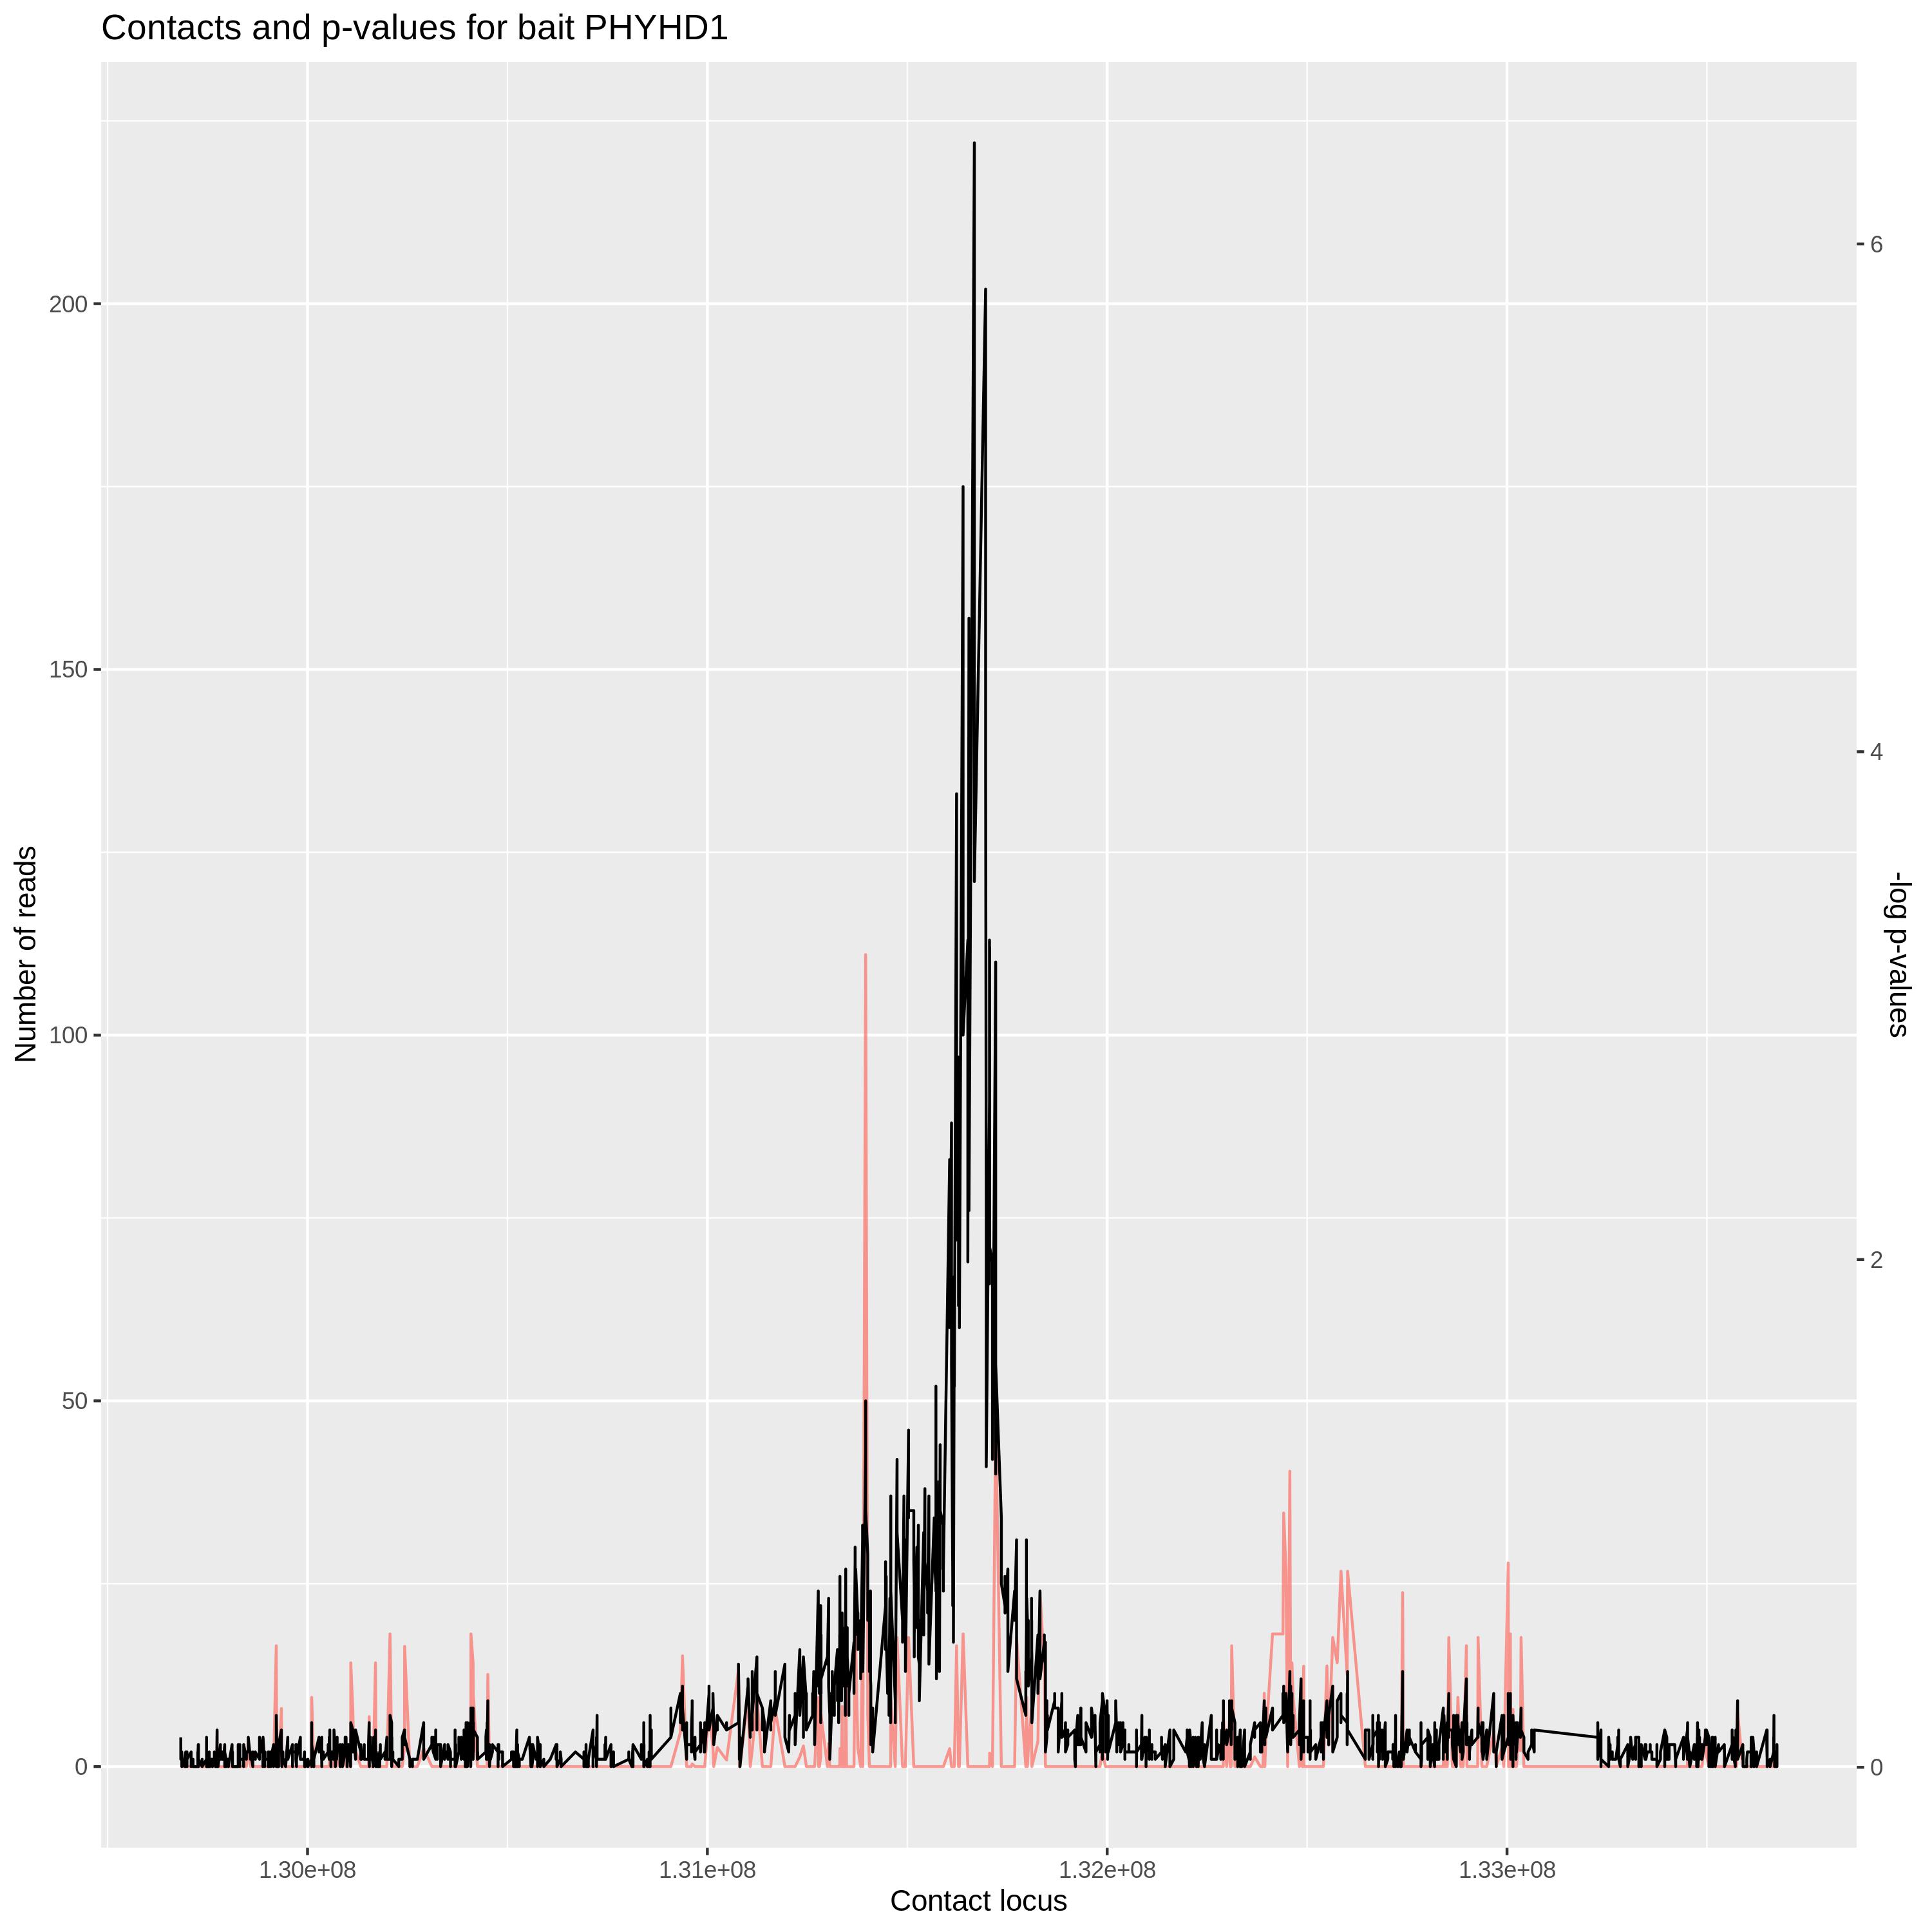 Contacts and p-values for bait PHYHD1
Number of reads
200
150
100
50
0
6
4
2
0
-log p-values
1.30e+08 1.31e+08 1.32e+08 1.33e+08
Contact locus